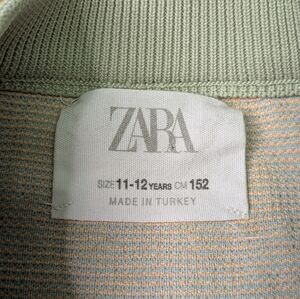 ZARA
SIZE 11-12 YEARS CM 152
MADE IN TURKEY